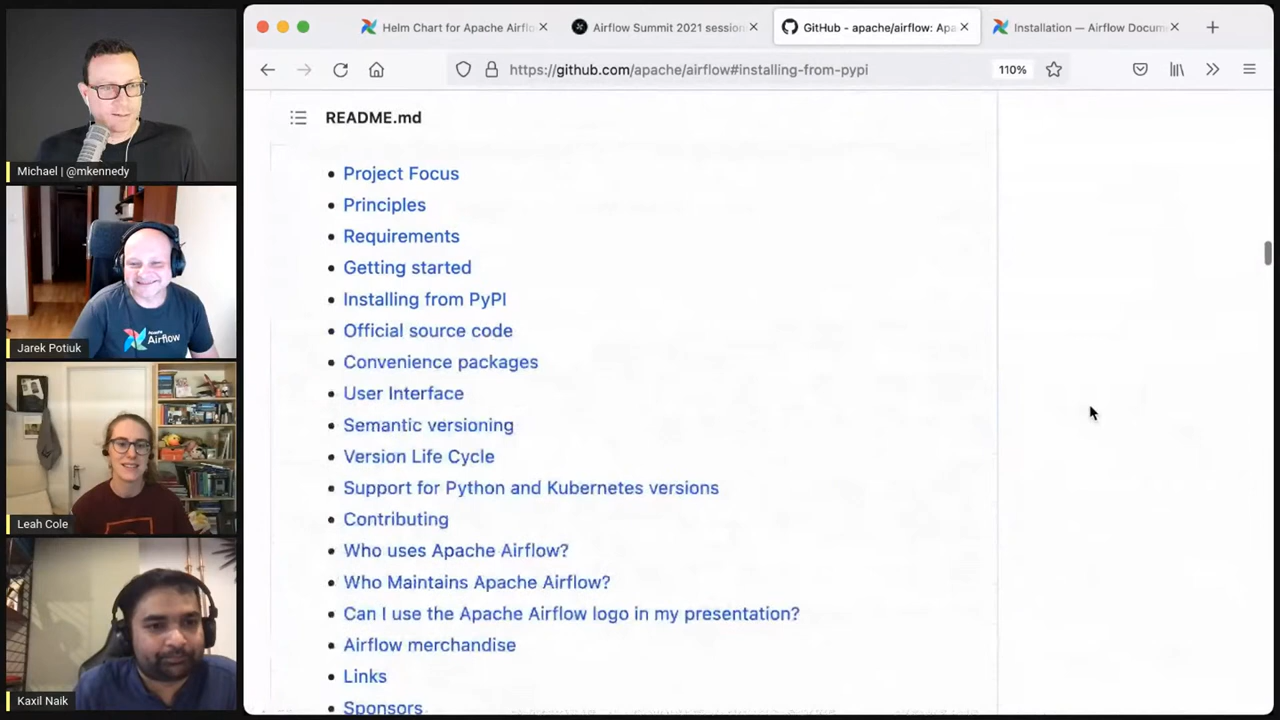 Michael | @mkennedy
Apache
Airflow
Jarek Potiuk
Leah Cole
Kaxil Naik
Helm Chart for Apache Airflo
Airflow Summit 2021 session
GitHub - apache/airflow: Apa
Installation — Airflow Docum
https://github.com/apache/airflow#installing-from-pypi
110%
README.md
Project Focus
Principles
Requirements
Getting started
Installing from PyPI
Official source code
Convenience packages
User Interface
Semantic versioning
Version Life Cycle
Support for Python and Kubernetes versions
Contributing
Who uses Apache Airflow?
Who Maintains Apache Airflow?
Can I use the Apache Airflow logo in my presentation?
Airflow merchandise
Links
Sponsors